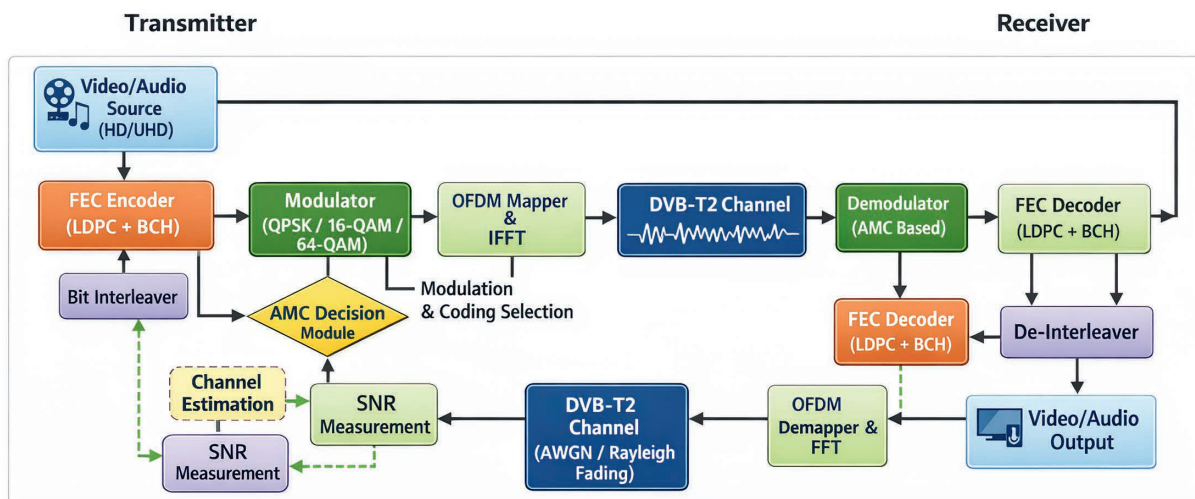 Transmitter
Receiver
Video/Audio
Source
(HD/UHD)
FEC Encoder
(LDPC + BCH)
Modulator
(QPSK / 16-QAM /
64-QAM)
OFDM Mapper
&
IFFT
DVB-T2 Channel
Demodulator
(AMC Based)
FEC Decoder
(LDPC + BCH)
Bit Interleaver
AMC Decision
Module
Modulation
& Coding Selection
FEC Decoder
(LDPC + BCH)
De-Interleaver
Channel
Estimation
SNR
Measurement
SNR
Measurement
DVB-T2
Channel
(AWGN / Rayleigh
Fading)
OFDM
Demapper &
FFT
Video/Audio
Output